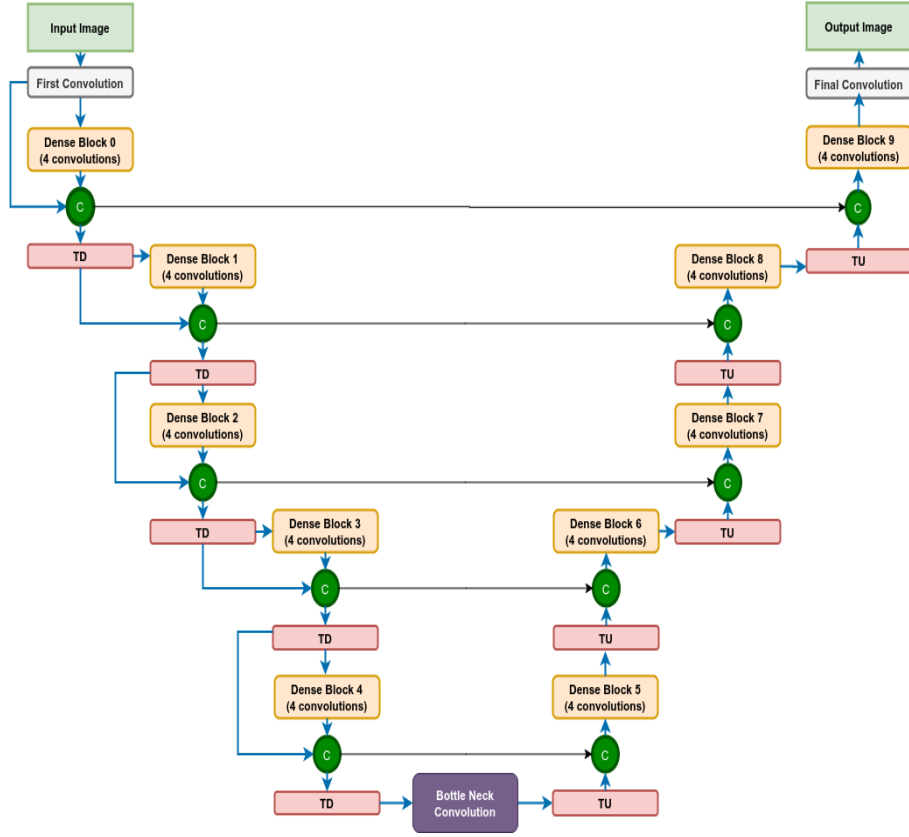 Input Image
Output Image
First Convolution
Final Convolution
Dense Block 0
(4 convolutions)
Dense Block 9
(4 convolutions)
C
C
TD
Dense Block 1
(4 convolutions)
Dense Block 8
(4 convolutions)
TU
C
C
TD
TU
Dense Block 2
(4 convolutions)
Dense Block 7
(4 convolutions)
C
C
TD
Dense Block 3
(4 convolutions)
Dense Block 6
(4 convolutions)
TU
C
C
TD
TU
Dense Block 4
(4 convolutions)
Dense Block 5
(4 convolutions)
C
C
TD
Bottle Neck
Convolution
TU